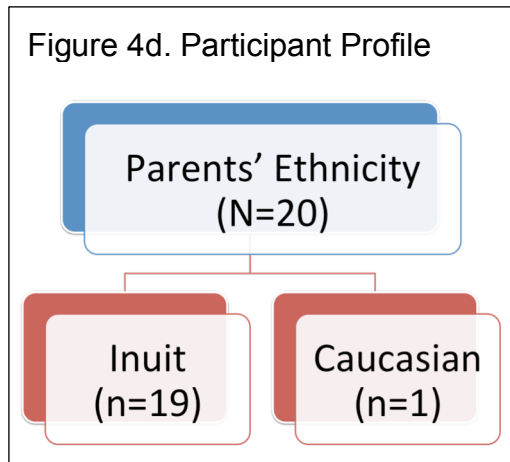 Figure 4d. Participant Profile
Parents’ Ethnicity
(N=20)
Inuit
(n=19)
Caucasian
(n=1)